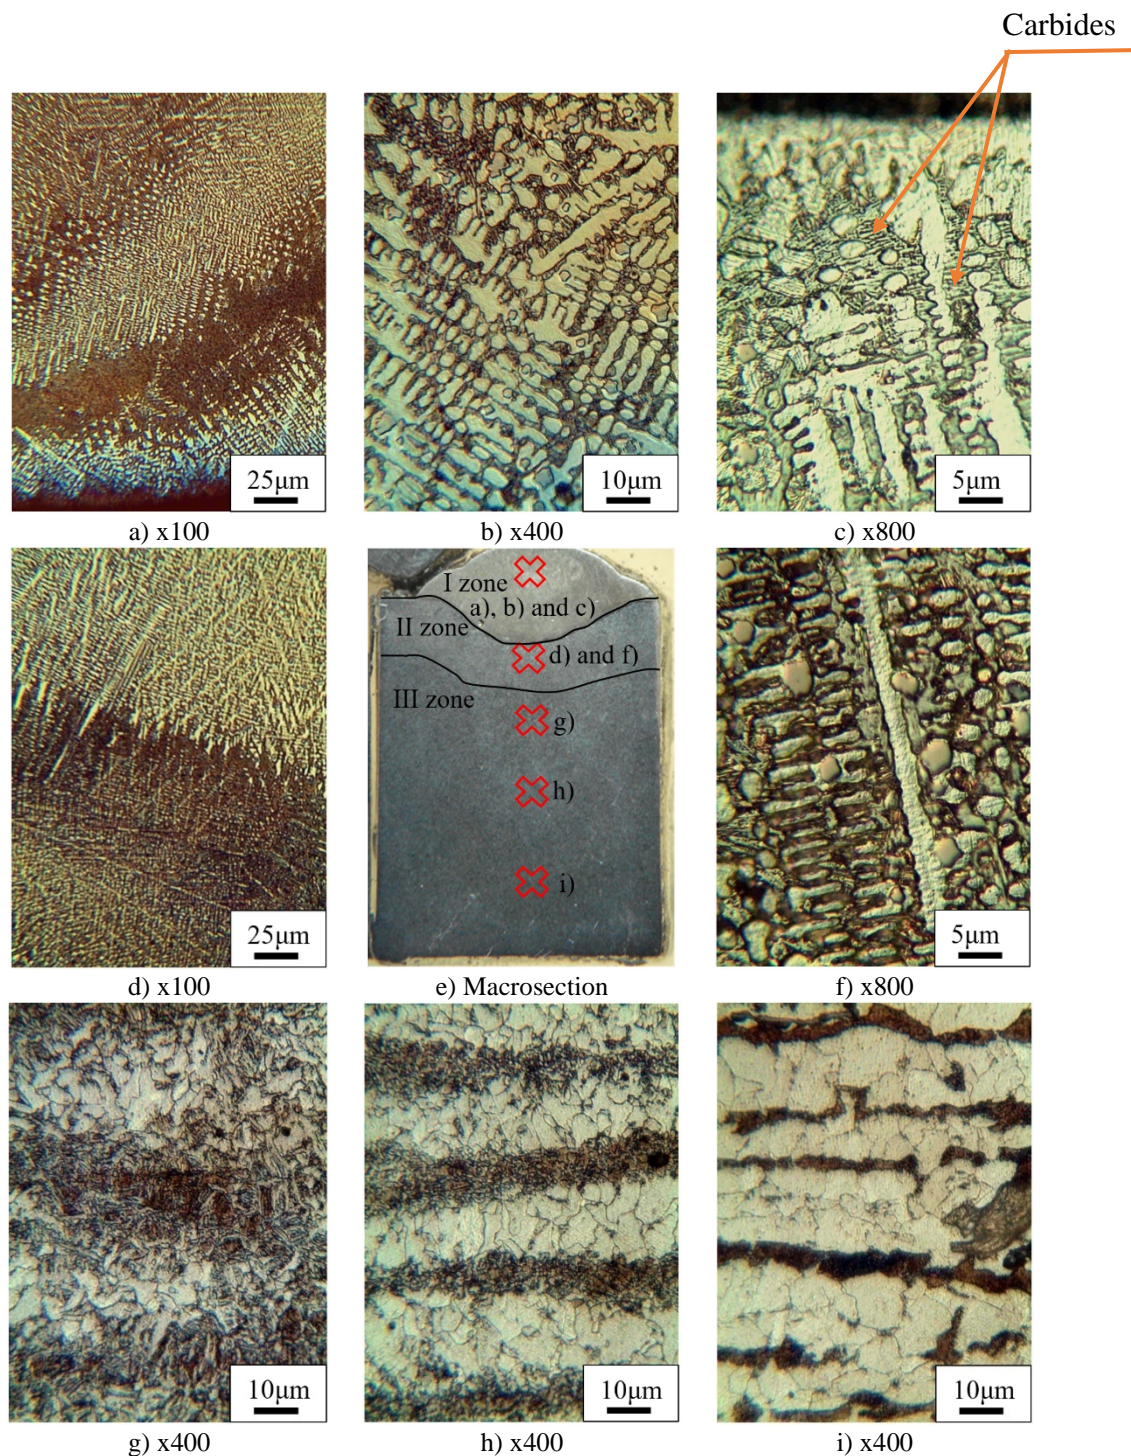 Carbides
25μm
10μm
5μm
a) x100
b) x400
c) x800
I zone
a), b) and c)
II zone
d) and f)
III zone
g)
h)
i)
25μm
5μm
d) x100
e) Macrosection
f) x800
10μm
10μm
10μm
g) x400
h) x400
i) x400